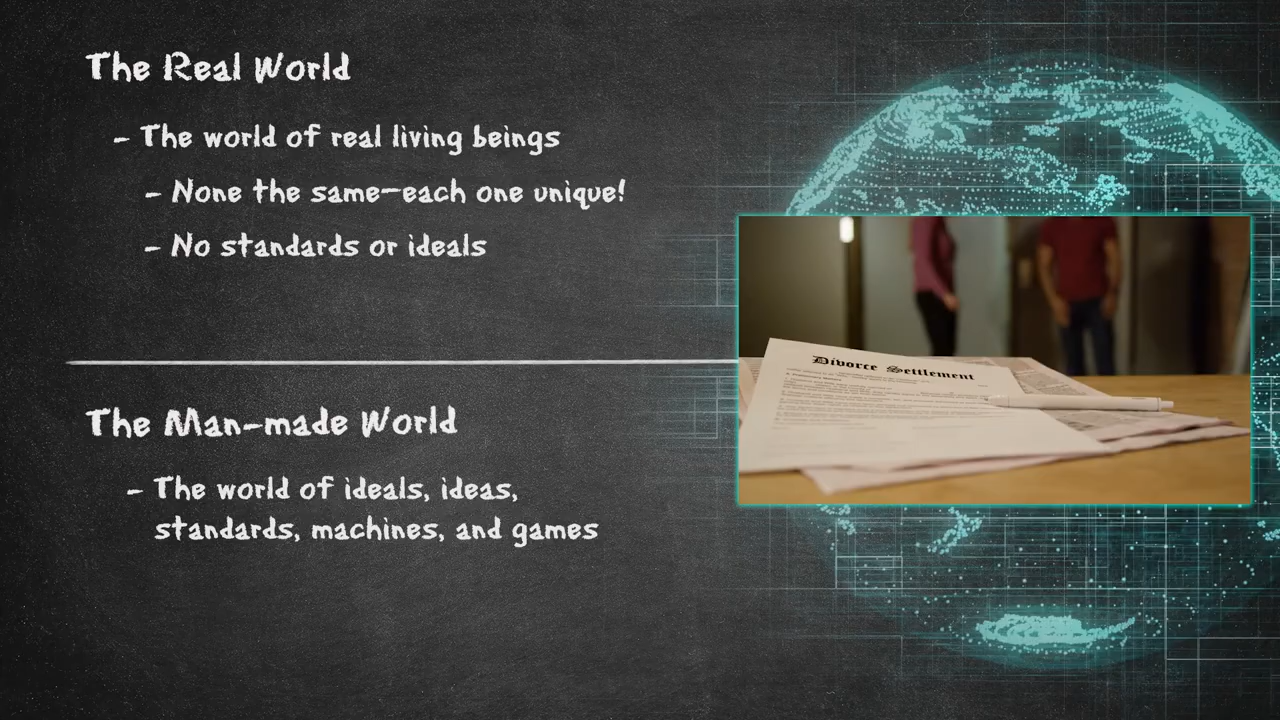 The Real World
- The world of real living beings
- None the same-each one unique!
- No standards or ideals
The Man-made World
- The world of ideals, ideas,
standards, machines, and games
Divorce Settlement